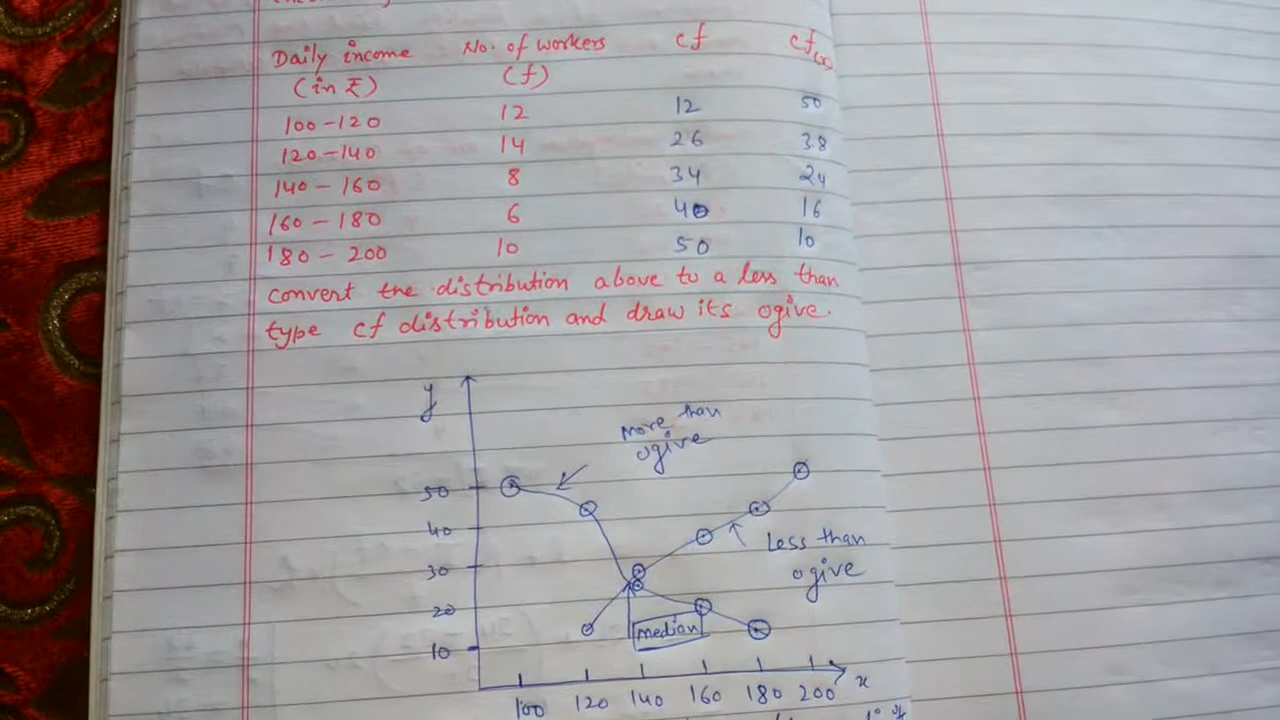 Daily income No. of workers cf cf(>)
(in ₹) (f)
100-120 12 12 50
120-140 14 26 38
140-160 8 34 24
160-180 6 40 16
180-200 10 50 10
convert the distribution above to a less than
type cf distribution and draw its ogive.
y
more than
ogive
50
40
Less than
ogive
30
20
median
10
100 120 140 160 180 200 x